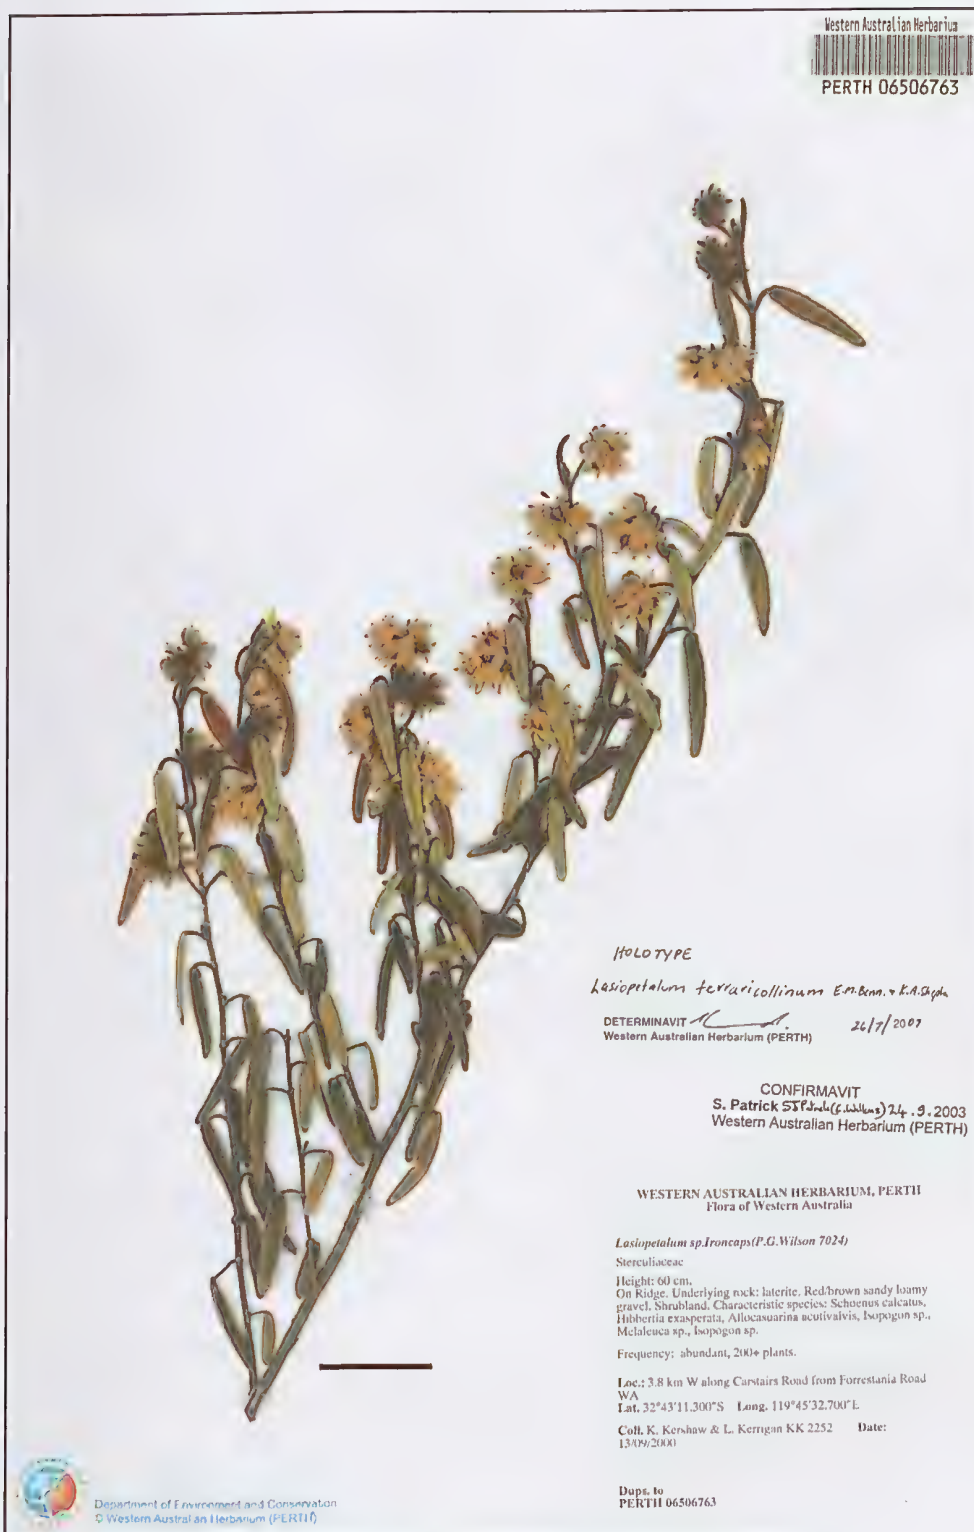 Western Australian Herbarium
PERTH 06506763
HOLOTYPE
Lasiopetalum ferraricollinum E.M.Benn. & K.A.Sheph
DETERMINAVIT 26/7/2007
Western Australian Herbarium (PERTH)
CONFIRMAVIT
S. Patrick (C. Wilkins) 24.9.2003
Western Australian Herbarium (PERTH)
WESTERN AUSTRALIAN HERBARIUM, PERTH
Flora of Western Australia
Lasiopetalum sp.Ironcaps(P.G.Wilson 7024)
Sterculiaceae
Height: 60 cm.
On Ridge. Underlying rock: laterite. Red/brown sandy loamy
gravel. Shrubland. Characteristic species: Schoenus calcatus,
Hibbertia exasperata, Allocasuarina acutivalvis, Isopogon sp.,
Melaleuca sp., Isopogon sp.
Frequency: abundant, 200+ plants.
Loc.: 3.8 km W along Carstairs Road from Forrestania Road
WA
Lat. 32°43'11.300"S Long. 119°45'32.700"E
Coll. K. Kershaw & L. Kerrigan KK 2252 Date:
13/09/2000
Dups. to
PERTH 06506763
Department of Environment and Conservation
© Western Australian Herbarium (PERTH)